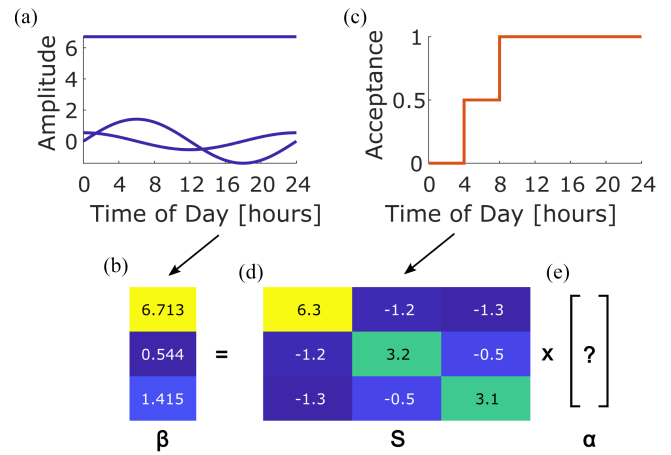 (a)
Amplitude
6
4
2
0
0 4 8 12 16 20 24
Time of Day [hours]
(c)
Acceptance
1
0.5
0
0 4 8 12 16 20 24
Time of Day [hours]
(b)
6.713
0.544
1.415
β
=
(d)
6.3 -1.2 -1.3
-1.2 3.2 -0.5
-1.3 -0.5 3.1
S
x
(e)
?
α